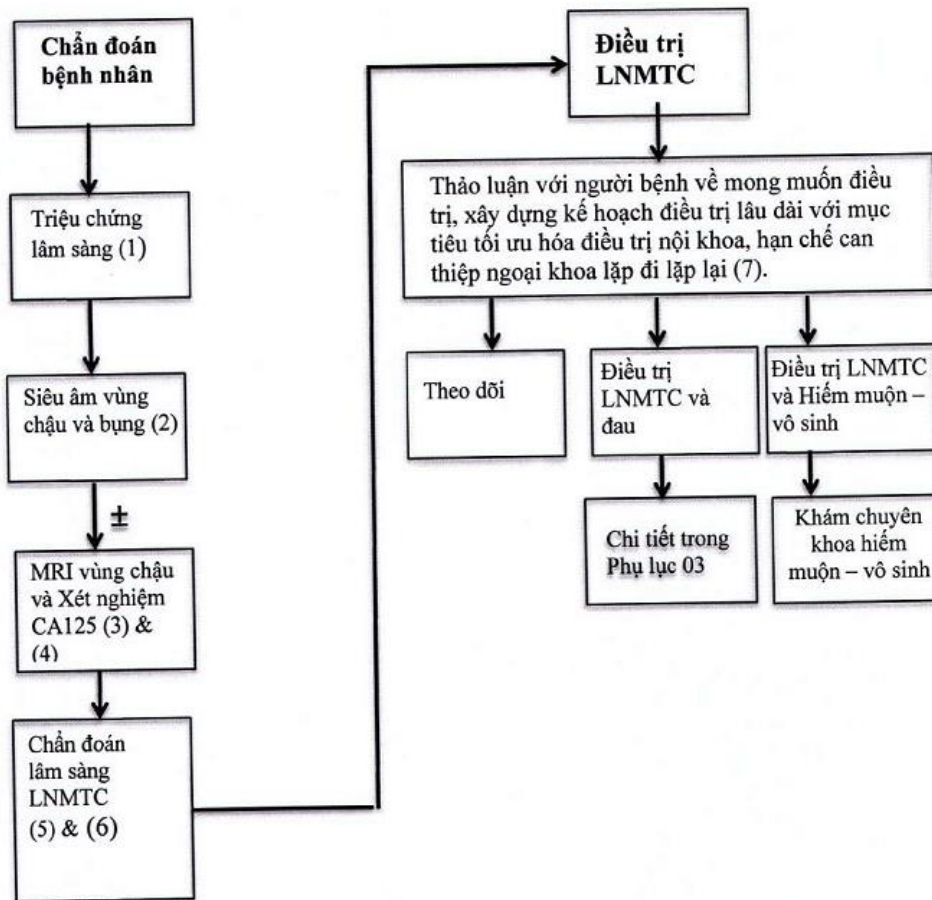 Chẩn đoán
bệnh nhân
Triệu chứng
lâm sàng (1)
Siêu âm vùng
chậu và bụng (2)
±
MRI vùng chậu
và Xét nghiệm
CA125 (3) &
(4)
Chẩn đoán
lâm sàng
LNMTC
(5) & (6)
Điều trị
LNMTC
Thảo luận với người bệnh về mong muốn điều
trị, xây dựng kế hoạch điều trị lâu dài với mục
tiêu tối ưu hóa điều trị nội khoa, hạn chế can
thiệp ngoại khoa lặp đi lặp lại (7).
Theo dõi
Điều trị
LNMTC và
đau
Chi tiết trong
Phụ lục 03
Điều trị LNMTC
và Hiếm muộn –
vô sinh
Khám chuyên
khoa hiếm
muộn – vô sinh